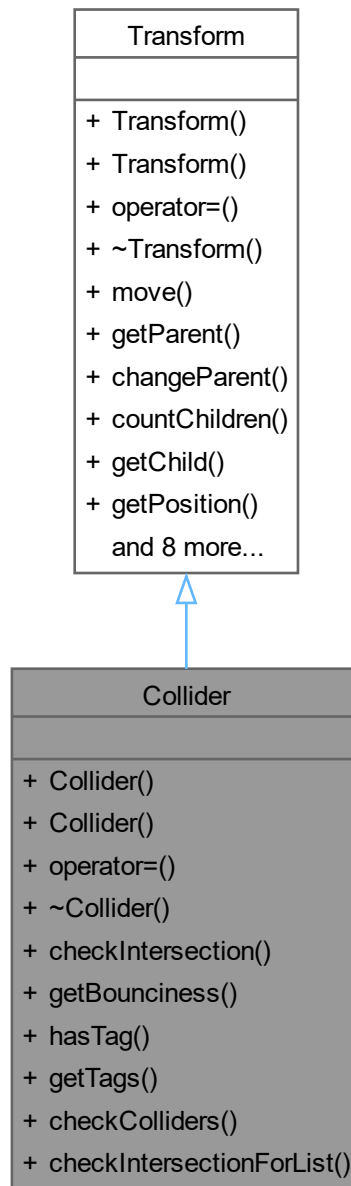 Transform
+ Transform()
+ Transform()
+ operator=()
+ ~Transform()
+ move()
+ getParent()
+ changeParent()
+ countChildren()
+ getChild()
+ getPosition()
and 8 more...
Collider
+ Collider()
+ Collider()
+ operator=()
+ ~Collider()
+ checkIntersection()
+ getBounciness()
+ hasTag()
+ getTags()
+ checkColliders()
+ checkIntersectionForList()